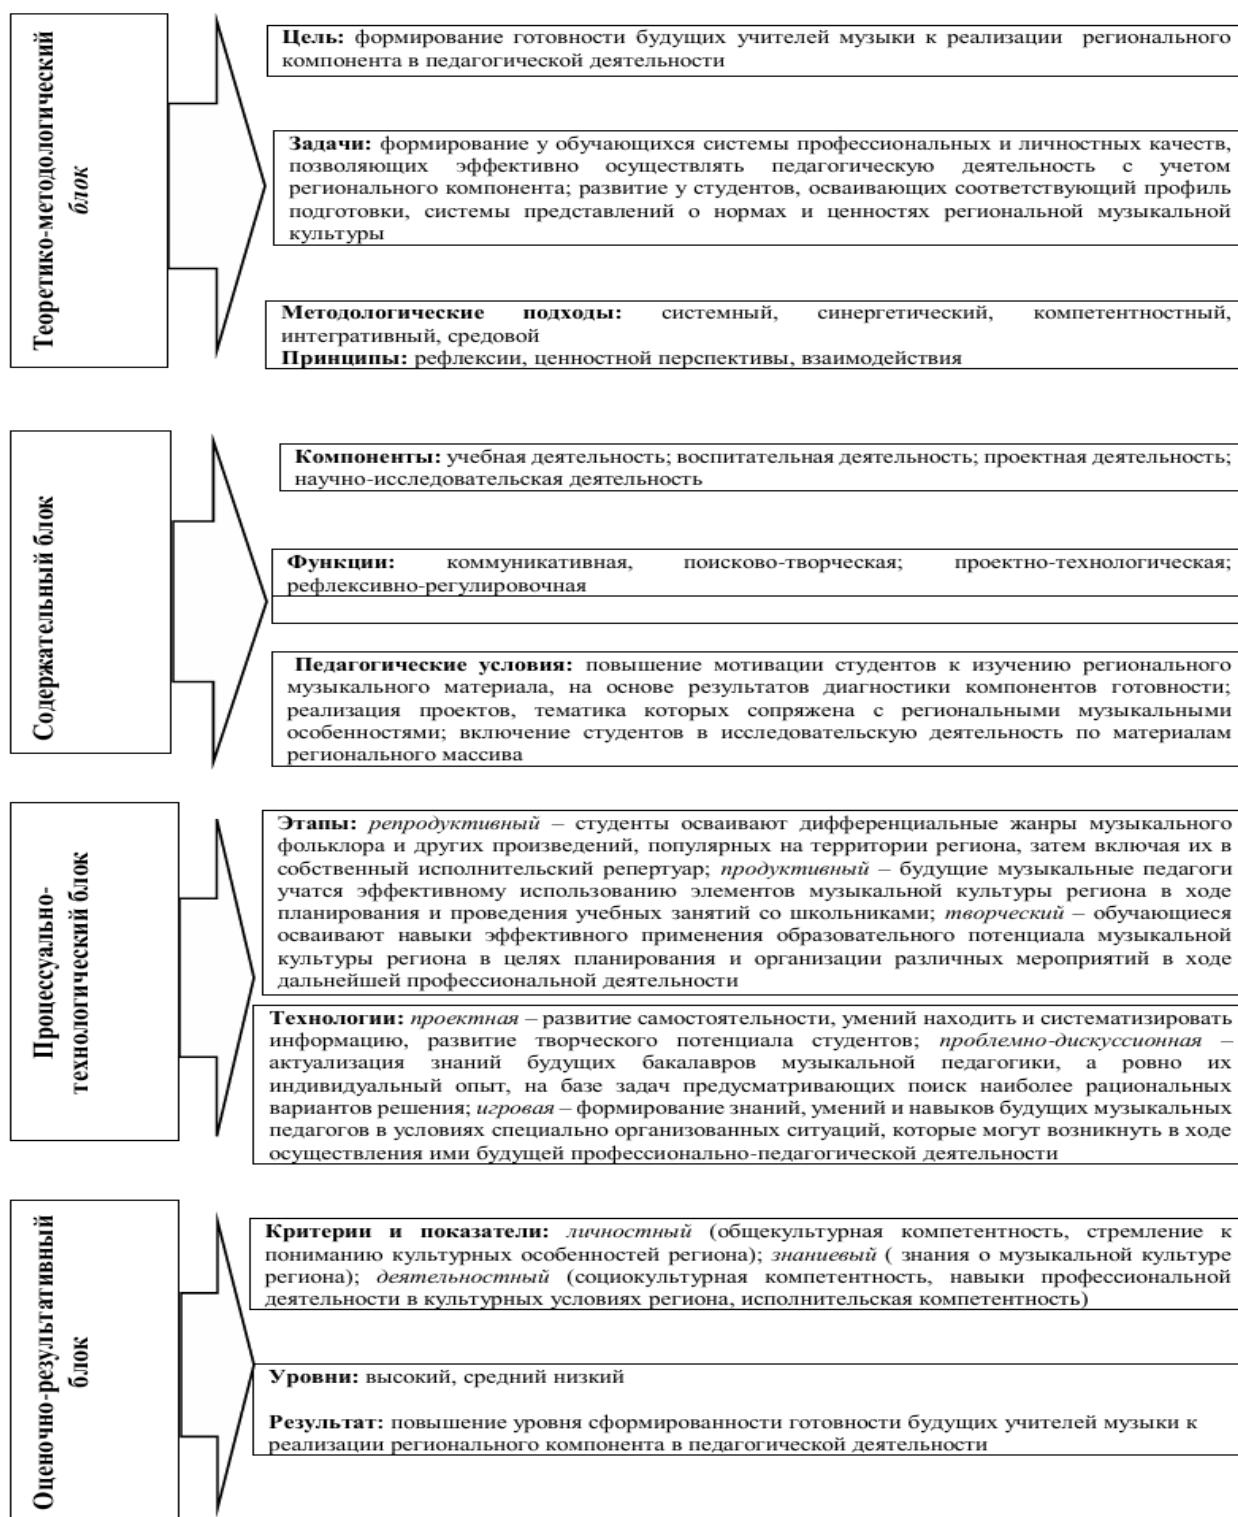 Теоретико-методологический
блок
Цель: формирование готовности будущих учителей музыки к реализации регионального
компонента в педагогической деятельности
Задачи: формирование у обучающихся системы профессиональных и личностных качеств,
позволяющих эффективно осуществлять педагогическую деятельность с учетом
регионального компонента; развитие у студентов, осваивающих соответствующий профиль
подготовки, системы представлений о нормах и ценностях региональной музыкальной
культуры
Методологические подходы: системный, синергетический, компетентностный,
интегративный, средовой
Принципы: рефлексии, ценностной перспективы, взаимодействия
Содержательный блок
Компоненты: учебная деятельность; воспитательная деятельность; проектная деятельность;
научно-исследовательская деятельность
Функции: коммуникативная, поисково-творческая; проектно-технологическая;
рефлексивно-регулировочная
Педагогические условия: повышение мотивации студентов к изучению регионального
музыкального материала, на основе результатов диагностики компонентов готовности;
реализация проектов, тематика которых сопряжена с региональными музыкальными
особенностями; включение студентов в исследовательскую деятельность по материалам
регионального массива
Процессуально-
технологический блок
Этапы: репродуктивный – студенты осваивают дифференциальные жанры музыкального
фольклора и других произведений, популярных на территории региона, затем включая их в
собственный исполнительский репертуар; продуктивный – будущие музыкальные педагоги
учатся эффективному использованию элементов музыкальной культуры региона в ходе
планирования и проведения учебных занятий со школьниками; творческий – обучающиеся
осваивают навыки эффективного применения образовательного потенциала музыкальной
культуры региона в целях планирования и организации различных мероприятий в ходе
дальнейшей профессиональной деятельности
Технологии: проектная – развитие самостоятельности, умений находить и систематизировать
информацию, развитие творческого потенциала студентов; проблемно-дискуссионная –
актуализация знаний будущих бакалавров музыкальной педагогики, а ровно их
индивидуальный опыт, на базе задач предусматривающих поиск наиболее рациональных
вариантов решения; игровая – формирование знаний, умений и навыков будущих музыкальных
педагогов в условиях специально организованных ситуаций, которые могут возникнуть в ходе
осуществления ими будущей профессионально-педагогической деятельности
Оценочно-результативный
блок
Критерии и показатели: личностный (общекультурная компетентность, стремление к
пониманию культурных особенностей региона); знаниевый ( знания о музыкальной культуре
региона); деятельностный (социокультурная компетентность, навыки профессиональной
деятельности в культурных условиях региона, исполнительская компетентность)
Уровни: высокий, средний низкий
Результат: повышение уровня сформированности готовности будущих учителей музыки к
реализации регионального компонента в педагогической деятельности